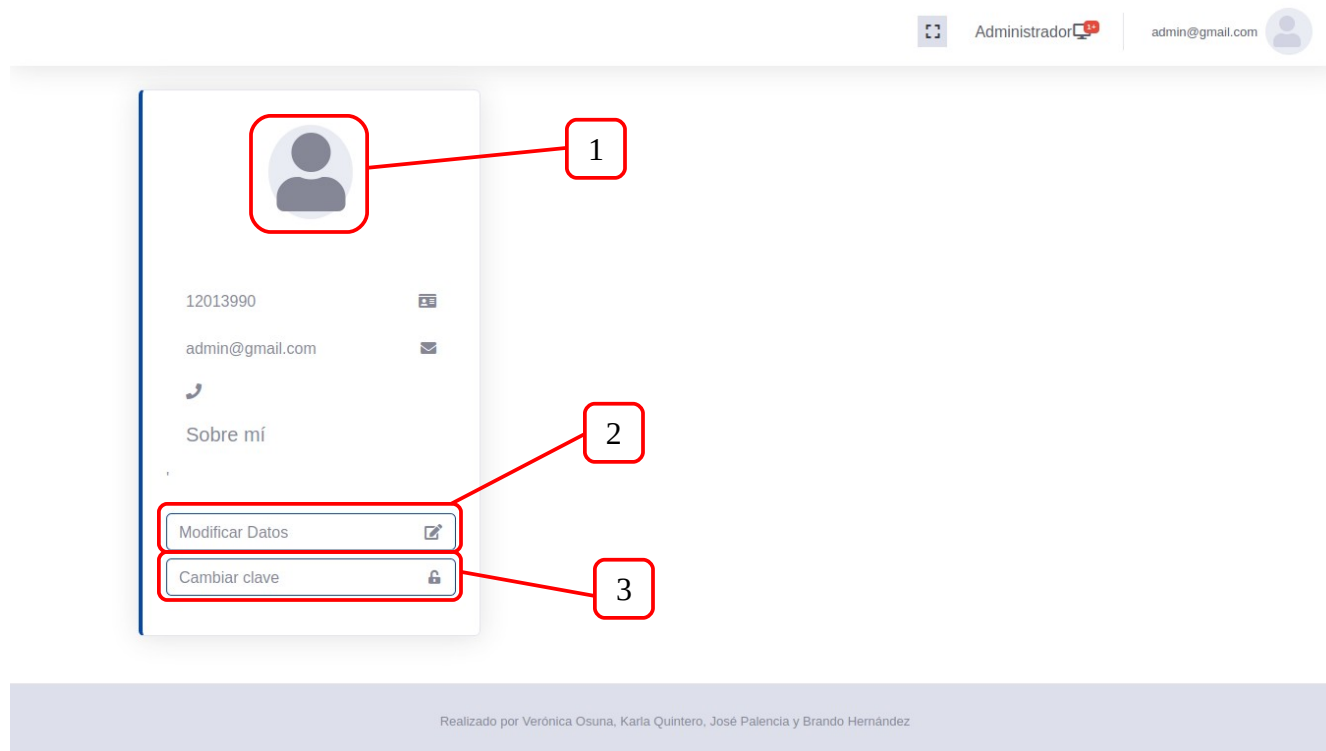 Administrador 1+ admin@gmail.com
1
12013990
admin@gmail.com
Sobre mí
2
,
Modificar Datos
Cambiar clave
3
Realizado por Verónica Osuna, Karla Quintero, José Palencia y Brando Hernández